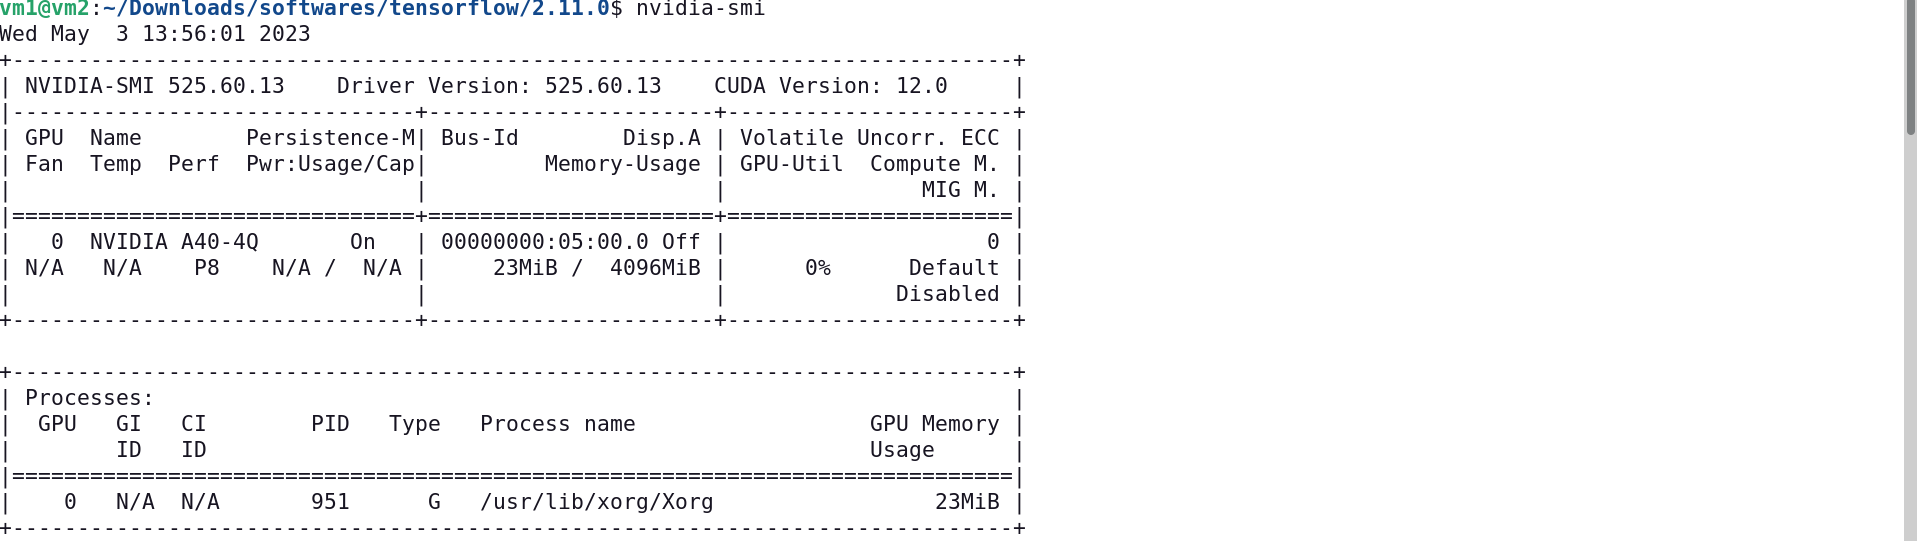 vm1@vm2:~/Downloads/softwares/tensorflow/2.11.0$ nvidia-smi
Wed May  3 13:56:01 2023
+-----------------------------------------------------------------------------+
| NVIDIA-SMI 525.60.13    Driver Version: 525.60.13    CUDA Version: 12.0     |
|-------------------------------+----------------------+----------------------+
| GPU  Name        Persistence-M| Bus-Id        Disp.A | Volatile Uncorr. ECC |
| Fan  Temp  Perf  Pwr:Usage/Cap|         Memory-Usage | GPU-Util  Compute M. |
|                               |                      |               MIG M. |
|===============================+======================+======================|
|   0  NVIDIA A40-4Q       On   | 00000000:05:00.0 Off |                    0 |
| N/A   N/A    P8    N/A /  N/A |     23MiB /  4096MiB |      0%      Default |
|                               |                      |             Disabled |
+-------------------------------+----------------------+----------------------+

+-----------------------------------------------------------------------------+
| Processes:                                                                  |
|  GPU   GI   CI        PID   Type   Process name                  GPU Memory |
|        ID   ID                                                   Usage      |
|=============================================================================|
|    0   N/A  N/A       951      G   /usr/lib/xorg/Xorg                 23MiB |
+-----------------------------------------------------------------------------+